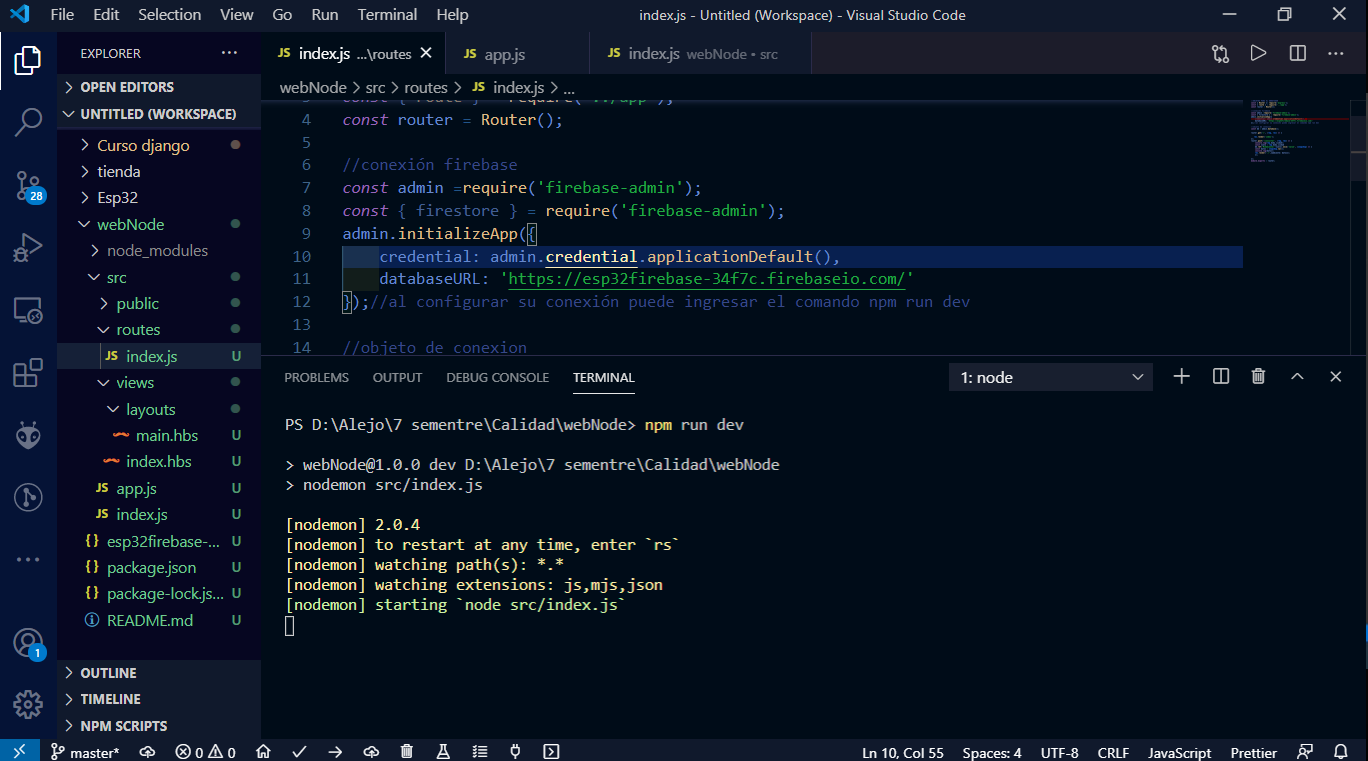 File Edit Selection View Go Run Terminal Help
index.js - Untitled (Workspace) - Visual Studio Code
EXPLORER
OPEN EDITORS
UNTITLED (WORKSPACE)
Curso django
tienda
Esp32
webNode
node_modules
src
public
routes
JS index.js U
views
layouts
main.hbs U
index.hbs U
JS app.js U
JS index.js U
{} esp32firebase-... U
{} package.json U
{} package-lock.js... U
README.md U
OUTLINE
TIMELINE
NPM SCRIPTS
28
1
JS index.js ...\routes
JS app.js
JS index.js webNode • src
webNode > src > routes > JS index.js > ...
4 const router = Router();
5
6 //conexión firebase
7 const admin =require('firebase-admin');
8 const { firestore } = require('firebase-admin');
9 admin.initializeApp({
10 credential: admin.credential.applicationDefault(),
11 databaseURL: 'https://esp32firebase-34f7c.firebaseio.com/'
12 });//al configurar su conexión puede ingresar el comando npm run dev
13
14 //objeto de conexion
PROBLEMS OUTPUT DEBUG CONSOLE TERMINAL
1: node
PS D:\Alejo\7 sementre\Calidad\webNode> npm run dev
> webNode@1.0.0 dev D:\Alejo\7 sementre\Calidad\webNode
> nodemon src/index.js
[nodemon] 2.0.4
[nodemon] to restart at any time, enter `rs`
[nodemon] watching path(s): *.*
[nodemon] watching extensions: js,mjs,json
[nodemon] starting `node src/index.js`
master* 0 0
Ln 10, Col 55 Spaces: 4 UTF-8 CRLF JavaScript Prettier